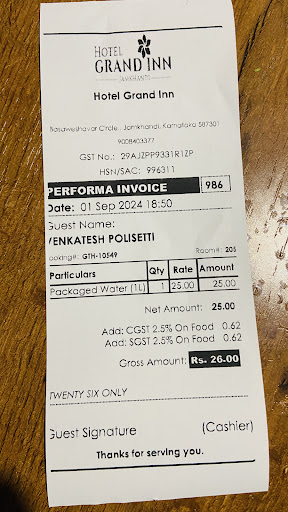 HOTEL
GRAND INN
JAMKHANDI
Hotel Grand Inn
Basaweshwar Circle, Jamkhandi, Karnataka 587301
9008403377
GST No.: 29AJZPP9331R1ZP
HSN/SAC: 996311
PERFORMA INVOICE 986
Date: 01 Sep 2024 18:50
Guest Name:
VENKATESH POLISETTI
ooking#: GTH-10549 Room#: 205
Particulars Qty Rate Amount
Packaged Water (1L) 1 25.00 25.00
Net Amount: 25.00
Add: CGST 2.5% On Food 0.62
Add: SGST 2.5% On Food 0.62
Gross Amount: Rs. 26.00
TWENTY SIX ONLY
Guest Signature (Cashier)
Thanks for serving you.